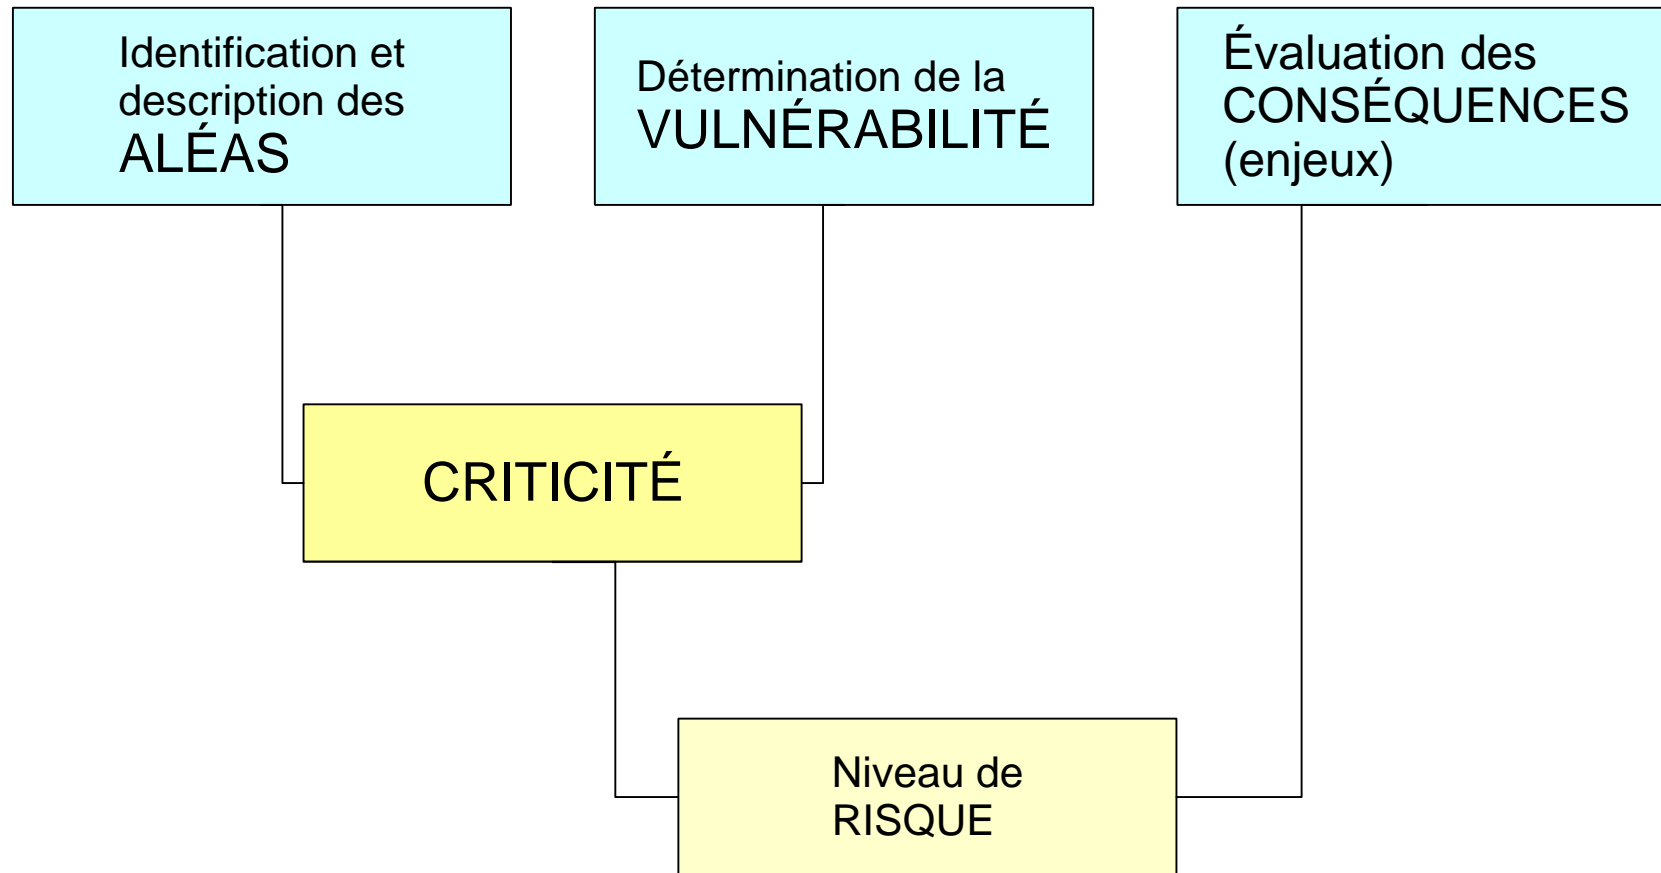 Identification et
description des
ALÉAS
Détermination de la
VULNÉRABILITÉ
Évaluation des
CONSÉQUENCES
(enjeux)
CRITICITÉ
Niveau de
RISQUE